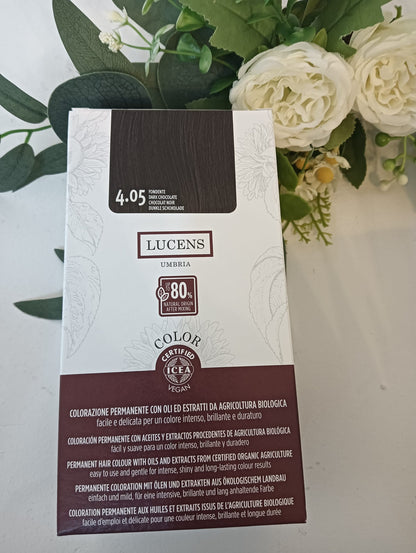 4.05
FONDENTE
DARK CHOCOLATE
CHOCOLAT NOIR
DUNKLE SCHOKOLADE
LUCENS
UMBRIA
80%
NATURAL ORIGIN
AFTER MIXING
COLOR
CERTIFIED
ICEA
VEGAN
COLORAZIONE PERMANENTE CON OLI ED ESTRATTI DA AGRICOLTURA BIOLOGICA
facile e delicata per un colore intenso, brillante e duraturo
COLORACIÓN PERMANENTE CON ACEITES Y EXTRACTOS PROCEDENTES DE AGRICULTURA BIOLÓGICA
fácil y suave para un color intenso, brillante y duradero
PERMANENT HAIR COLOUR WITH OILS AND EXTRACTS FROM CERTIFIED ORGANIC AGRICULTURE
easy to use and gentle for intense, shiny and long-lasting colour results
PERMANENTE COLORATION MIT ÖLEN UND EXTRAKTEN AUS ÖKOLOGISCHEM LANDBAU
einfach und mild, für eine intensive, brillante und lang anhaltende Farbe
COLORATION PERMANENTE AUX HUILES ET EXTRAITS ISSUS DE L'AGRICULTURE BIOLOGIQUE
facile d'emploi et délicate pour une couleur intense, brillante et longue durée